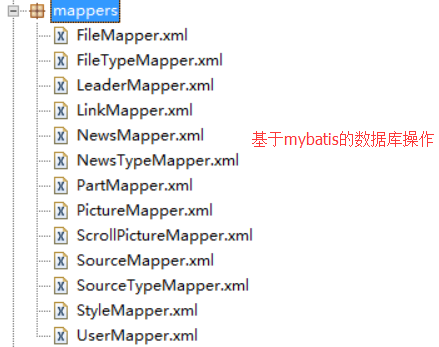 mappers
FileMapper.xml
FileTypeMapper.xml
LeaderMapper.xml
LinkMapper.xml
NewsMapper.xml
基于mybatis的数据库操作
NewsTypeMapper.xml
PartMapper.xml
PictureMapper.xml
ScrollPictureMapper.xml
SourceMapper.xml
SourceTypeMapper.xml
StyleMapper.xml
UserMapper.xml